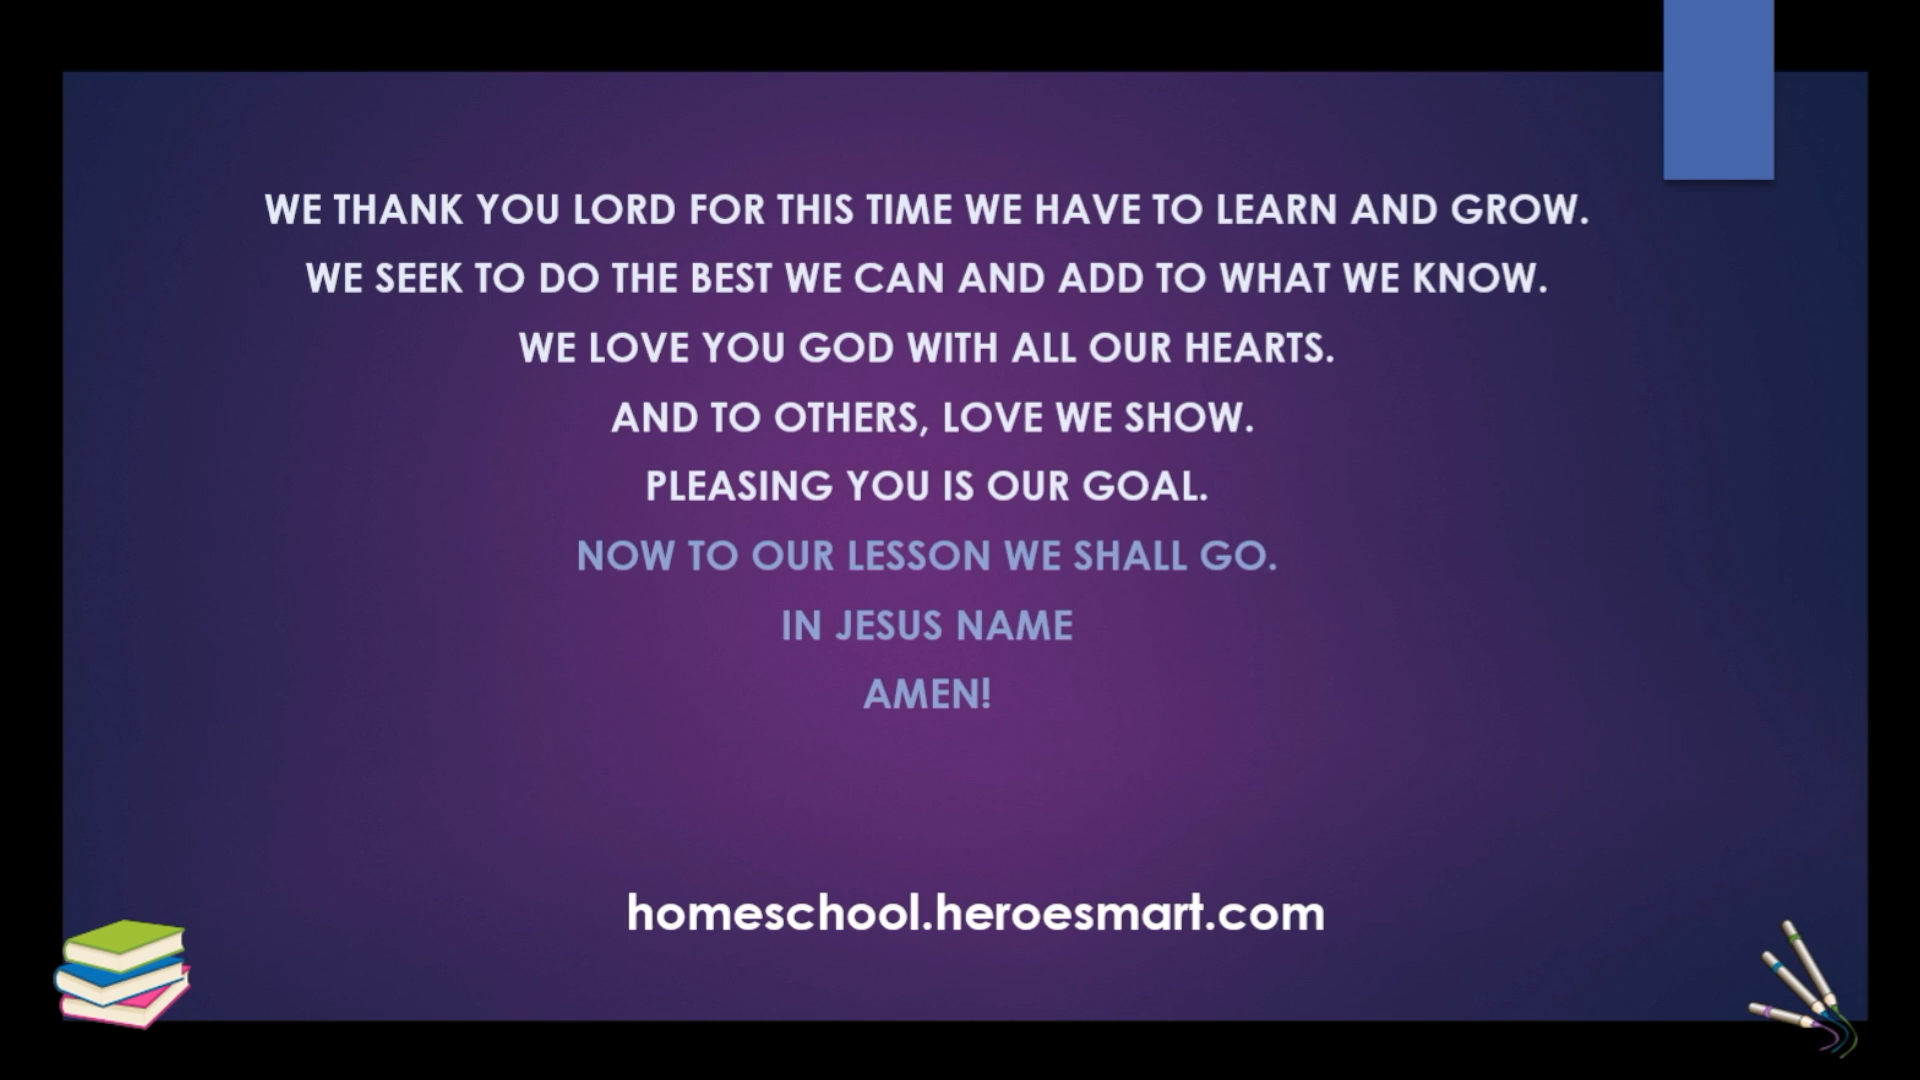 WE THANK YOU LORD FOR THIS TIME WE HAVE TO LEARN AND GROW.
WE SEEK TO DO THE BEST WE CAN AND ADD TO WHAT WE KNOW.
WE LOVE YOU GOD WITH ALL OUR HEARTS.
AND TO OTHERS, LOVE WE SHOW.
PLEASING YOU IS OUR GOAL.
NOW TO OUR LESSON WE SHALL GO.
IN JESUS NAME
AMEN!
homeschool.heroesmart.com